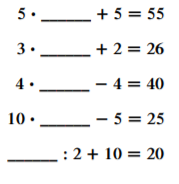 5 • ______ + 5 = 55
3 • ______ + 2 = 26
4 • ______ – 4 = 40
10 • ______ – 5 = 25
______ : 2 + 10 = 20